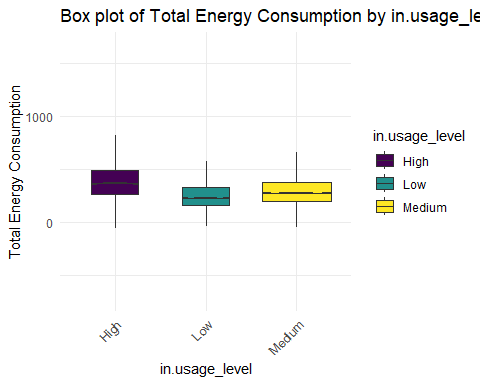 Box plot of Total Energy Consumption by in.usage_le
Total Energy Consumption
1000
0
High
Low
Medium
in.usage_level
in.usage_level
High
Low
Medium